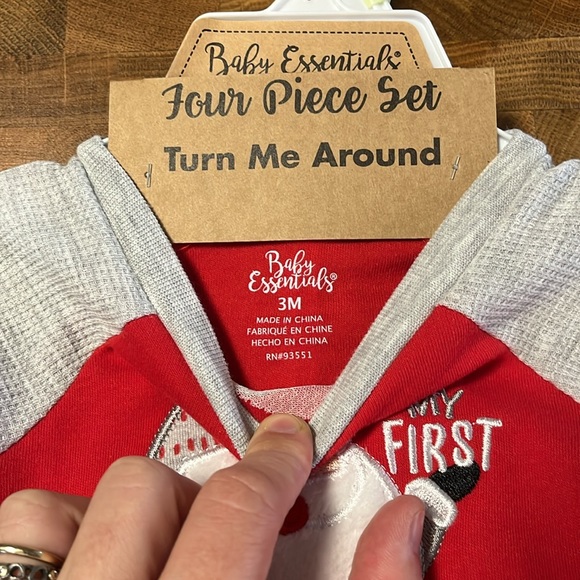 Baby Essentials®
Four Piece Set
Turn Me Around
Baby
Essentials®
3M
MADE IN CHINA
FABRIQUÉ EN CHINE
HECHO EN CHINA
RN#93551
MY
FIRST